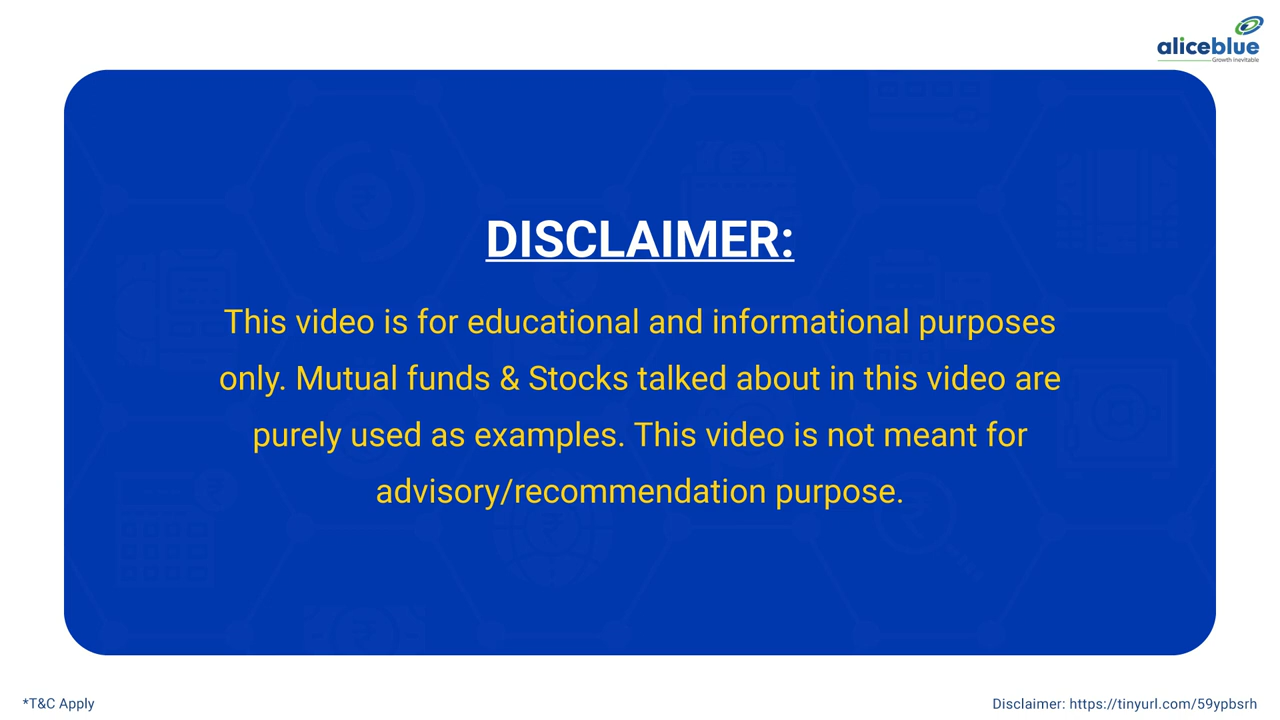 aliceblue
Growth inevitable
DISCLAIMER:
This video is for educational and informational purposes
only. Mutual funds & Stocks talked about in this video are
purely used as examples. This video is not meant for
advisory/recommendation purpose.
*T&C Apply
Disclaimer: https://tinyurl.com/59ypbsrh